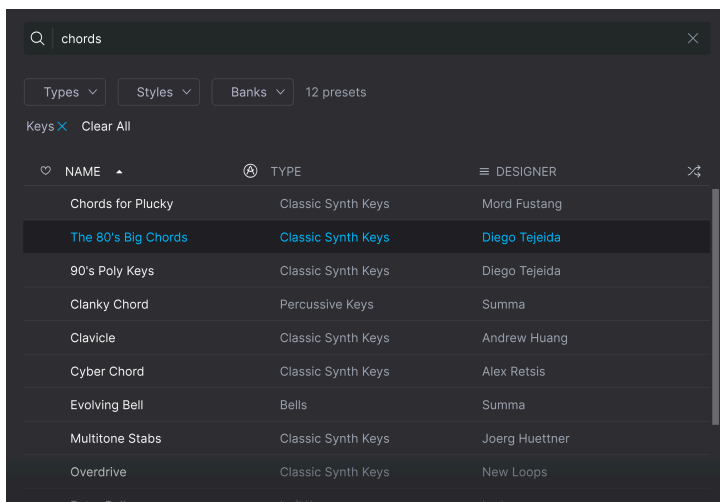 chords
Types Styles Banks 12 presets
Keys Clear All
NAME TYPE DESIGNER
Chords for Plucky Classic Synth Keys Mord Fustang
The 80's Big Chords Classic Synth Keys Diego Tejeida
90's Poly Keys Classic Synth Keys Diego Tejeida
Clanky Chord Percussive Keys Summa
Clavicle Classic Synth Keys Andrew Huang
Cyber Chord Classic Synth Keys Alex Retsis
Evolving Bell Bells Summa
Multitone Stabs Classic Synth Keys Joerg Huettner
Overdrive Classic Synth Keys New Loops